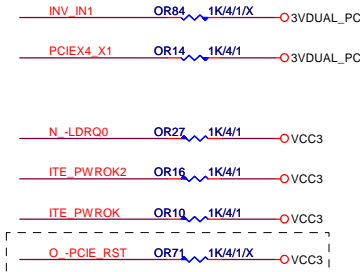 INV_IN1 OR84 1K/4/1/X 3VDUAL_PC
PCIEX4_X1 OR14 1K/4/1 3VDUAL_PC
N_-LDRQ0 OR27 1K/4/1 VCC3
ITE_PWROK2 OR16 1K/4/1 VCC3
ITE_PWROK OR10 1K/4/1 VCC3
O_-PCIE_RST OR71 1K/4/1/X VCC3